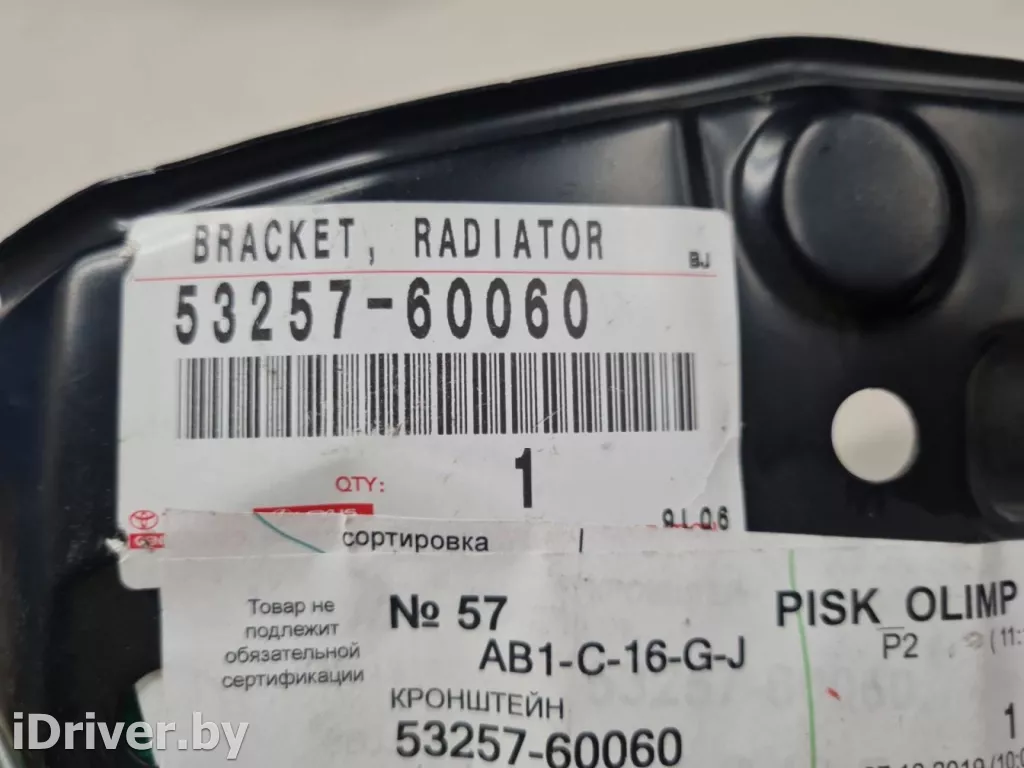 BRACKET, RADIATOR
BJ
53257-60060
QTY: 1
сортировка
Товар не
подлежит
обязательной
сертификации
№ 57
AB1-C-16-G-J
PISK_OLIMP
P2
(11:
КРОНШТЕЙН
53257-60060
1
iDriver.by